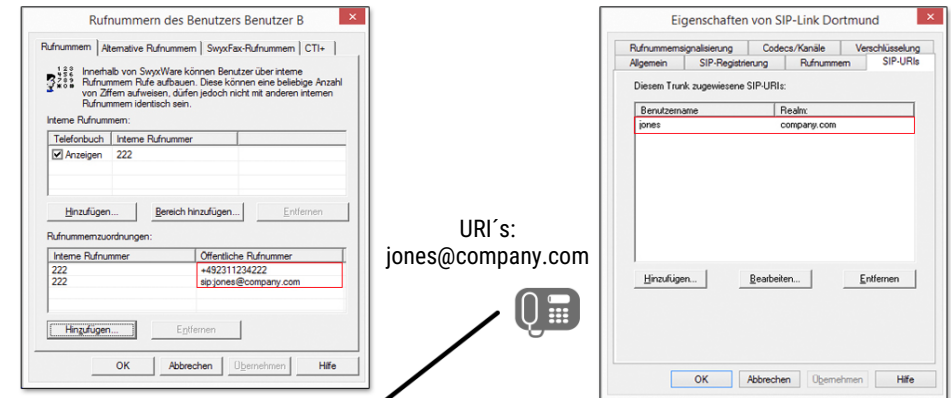 Rufnummern des Benutzers Benutzer B
Rufnummern Alternative Rufnummern SwyxFax-Rufnummern CTI+
Innerhalb von SwyxWare können Benutzer über interne
Rufnummern Rufe aufbauen. Diese können eine beliebige Anzahl
von Ziffern aufweisen, dürfen jedoch nicht mit anderen internen
Rufnummern identisch sein.
Interne Rufnummern:
Telefonbuch Interne Rufnummer
Anzeigen 222
Hinzufügen... Bereich hinzufügen... Entfernen
Rufnummernzuordnungen:
Interne Rufnummer Öffentliche Rufnummer
222 +492311234222
222 sip:jones@company.com
Hinzufügen... Entfernen
OK Abbrechen Übernehmen Hilfe
URI´s:
jones@company.com
Eigenschaften von SIP-Link Dortmund
Rufnummernsignalisierung Codecs/Kanäle Verschlüsselung
Allgemein SIP-Registrierung Rufnummern SIP-URIs
Diesem Trunk zugewiesene SIP-URIs:
Benutzername Realm:
jones company.com
Hinzufügen... Bearbeiten... Entfernen
OK Abbrechen Übernehmen Hilfe